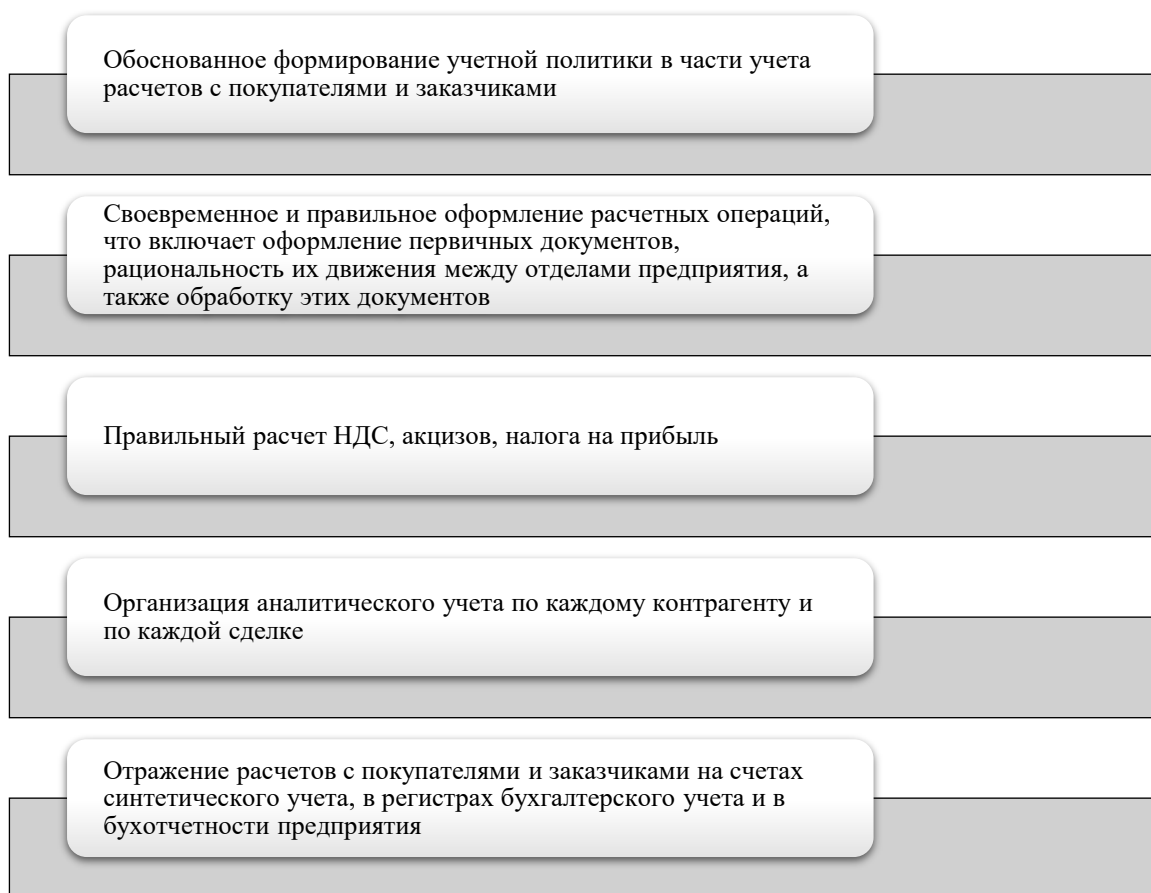 Обоснованное формирование учетной политики в части учета
расчетов с покупателями и заказчиками
Своевременное и правильное оформление расчетных операций,
что включает оформление первичных документов,
рациональность их движения между отделами предприятия, а
также обработку этих документов
Правильный расчет НДС, акцизов, налога на прибыль
Организация аналитического учета по каждому контрагенту и
по каждой сделке
Отражение расчетов с покупателями и заказчиками на счетах
синтетического учета, в регистрах бухгалтерского учета и в
бухотчетности предприятия